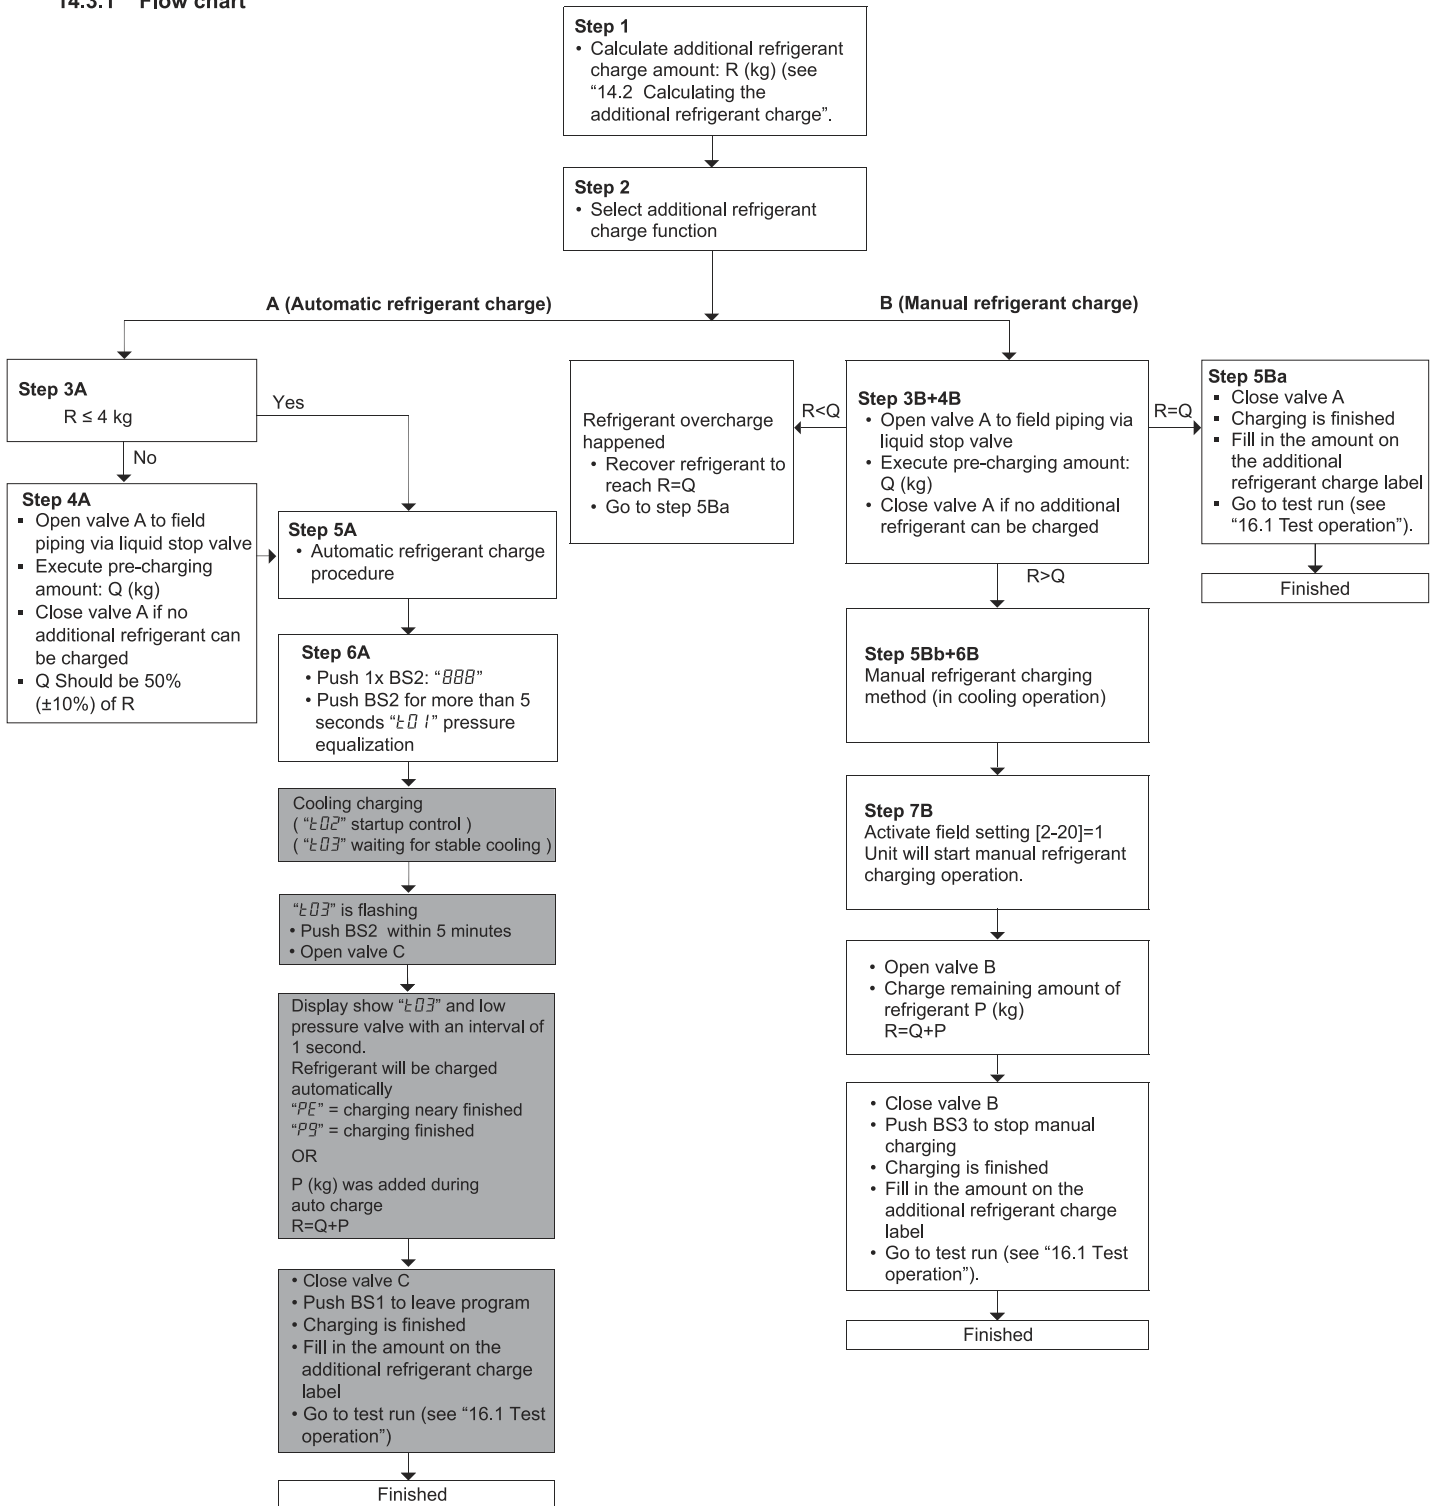 14.3.1 Flow chart
Step 1
• Calculate additional refrigerant
charge amount: R (kg) (see
“14.2 Calculating the
additional refrigerant charge”.
Step 2
• Select additional refrigerant
charge function
A (Automatic refrigerant charge)
B (Manual refrigerant charge)
Step 3A
R ≤ 4 kg
Yes
No
Step 4A
▪ Open valve A to field
piping via liquid stop valve
▪ Execute pre-charging
amount: Q (kg)
▪ Close valve A if no
additional refrigerant can
be charged
▪ Q Should be 50%
(±10%) of R
Step 5A
• Automatic refrigerant charge
procedure
Step 6A
• Push 1x BS2: “888”
• Push BS2 for more than 5
seconds “t01” pressure
equalization
Cooling charging
( “t02” startup control )
( “t03” waiting for stable cooling )
“t03” is flashing
• Push BS2 within 5 minutes
• Open valve C
Display show “t03” and low
pressure valve with an interval of
1 second.
Refrigerant will be charged
automatically
“PE” = charging neary finished
“P9” = charging finished
OR
P (kg) was added during
auto charge
R=Q+P
• Close valve C
• Push BS1 to leave program
• Charging is finished
• Fill in the amount on the
additional refrigerant charge
label
• Go to test run (see “16.1 Test
operation”)
Finished
Refrigerant overcharge
happened
• Recover refrigerant to
reach R=Q
• Go to step 5Ba
R<Q
Step 3B+4B
• Open valve A to field piping via
liquid stop valve
• Execute pre-charging amount:
Q (kg)
• Close valve A if no additional
refrigerant can be charged
R=Q
Step 5Ba
▪ Close valve A
▪ Charging is finished
▪ Fill in the amount on
the additional
refrigerant charge label
▪ Go to test run (see
“16.1 Test operation”).
Finished
R>Q
Step 5Bb+6B
Manual refrigerant charging
method (in cooling operation)
Step 7B
Activate field setting [2-20]=1
Unit will start manual refrigerant
charging operation.
• Open valve B
• Charge remaining amount of
refrigerant P (kg)
R=Q+P
• Close valve B
• Push BS3 to stop manual
charging
• Charging is finished
• Fill in the amount on the
additional refrigerant charge
label
• Go to test run (see “16.1 Test
operation”).
Finished